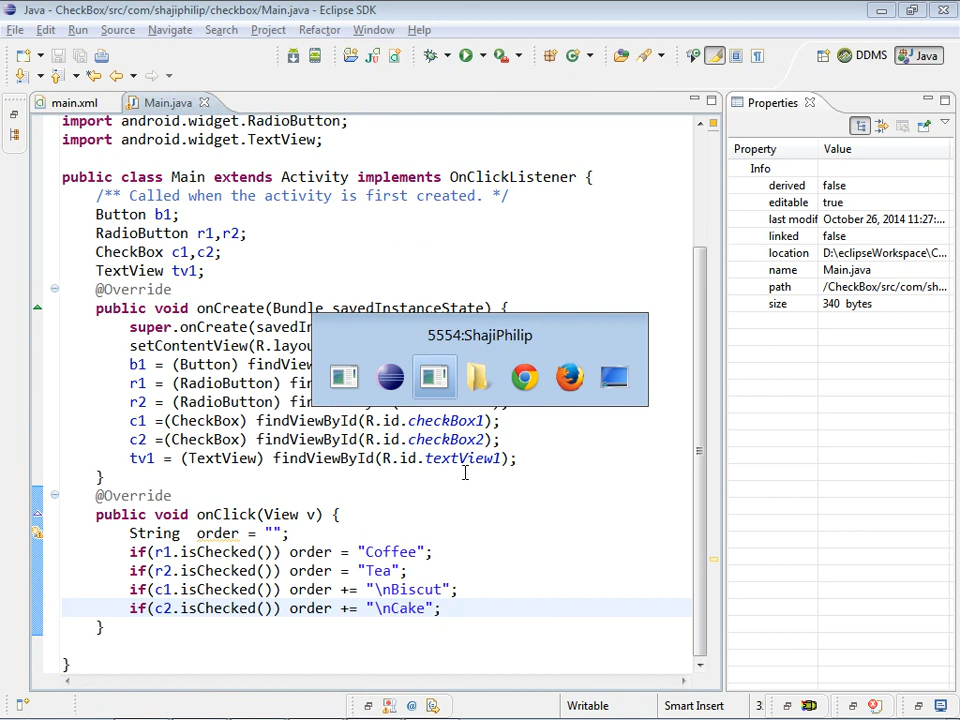 Java - CheckBox/src/com/shajiphilip/checkbox/Main.java - Eclipse SDK
File Edit Run Source Navigate Search Project Refactor Window Help
DDMS Java
main.xml Main.java Properties
import android.widget.RadioButton;
import android.widget.TextView;
public class Main extends Activity implements OnClickListener {
/** Called when the activity is first created. */
Button b1;
RadioButton r1,r2;
CheckBox c1,c2;
TextView tv1;
@Override
public void onCreate(Bundle savedInstanceState) {
super.onCreate(savedIn
setContentView(R.layou
b1 = (Button) findView
r1 = (RadioButton) fin
r2 = (RadioButton) fin
c1 =(CheckBox) findViewById(R.id.checkBox1);
c2 =(CheckBox) findViewById(R.id.checkBox2);
tv1 = (TextView) findViewById(R.id.textView1);
}
@Override
public void onClick(View v) {
String order = "";
if(r1.isChecked()) order = "Coffee";
if(r2.isChecked()) order = "Tea";
if(c1.isChecked()) order += "\nBiscut";
if(c2.isChecked()) order += "\nCake";
}
}
5554:ShajiPhilip
Property Value
Info
derived false
editable true
last modif October 26, 2014 11:27:...
linked false
location D:\eclipseWorkspace\C...
name Main.java
path /CheckBox/src/com/sh...
size 340 bytes
Writable Smart Insert 3